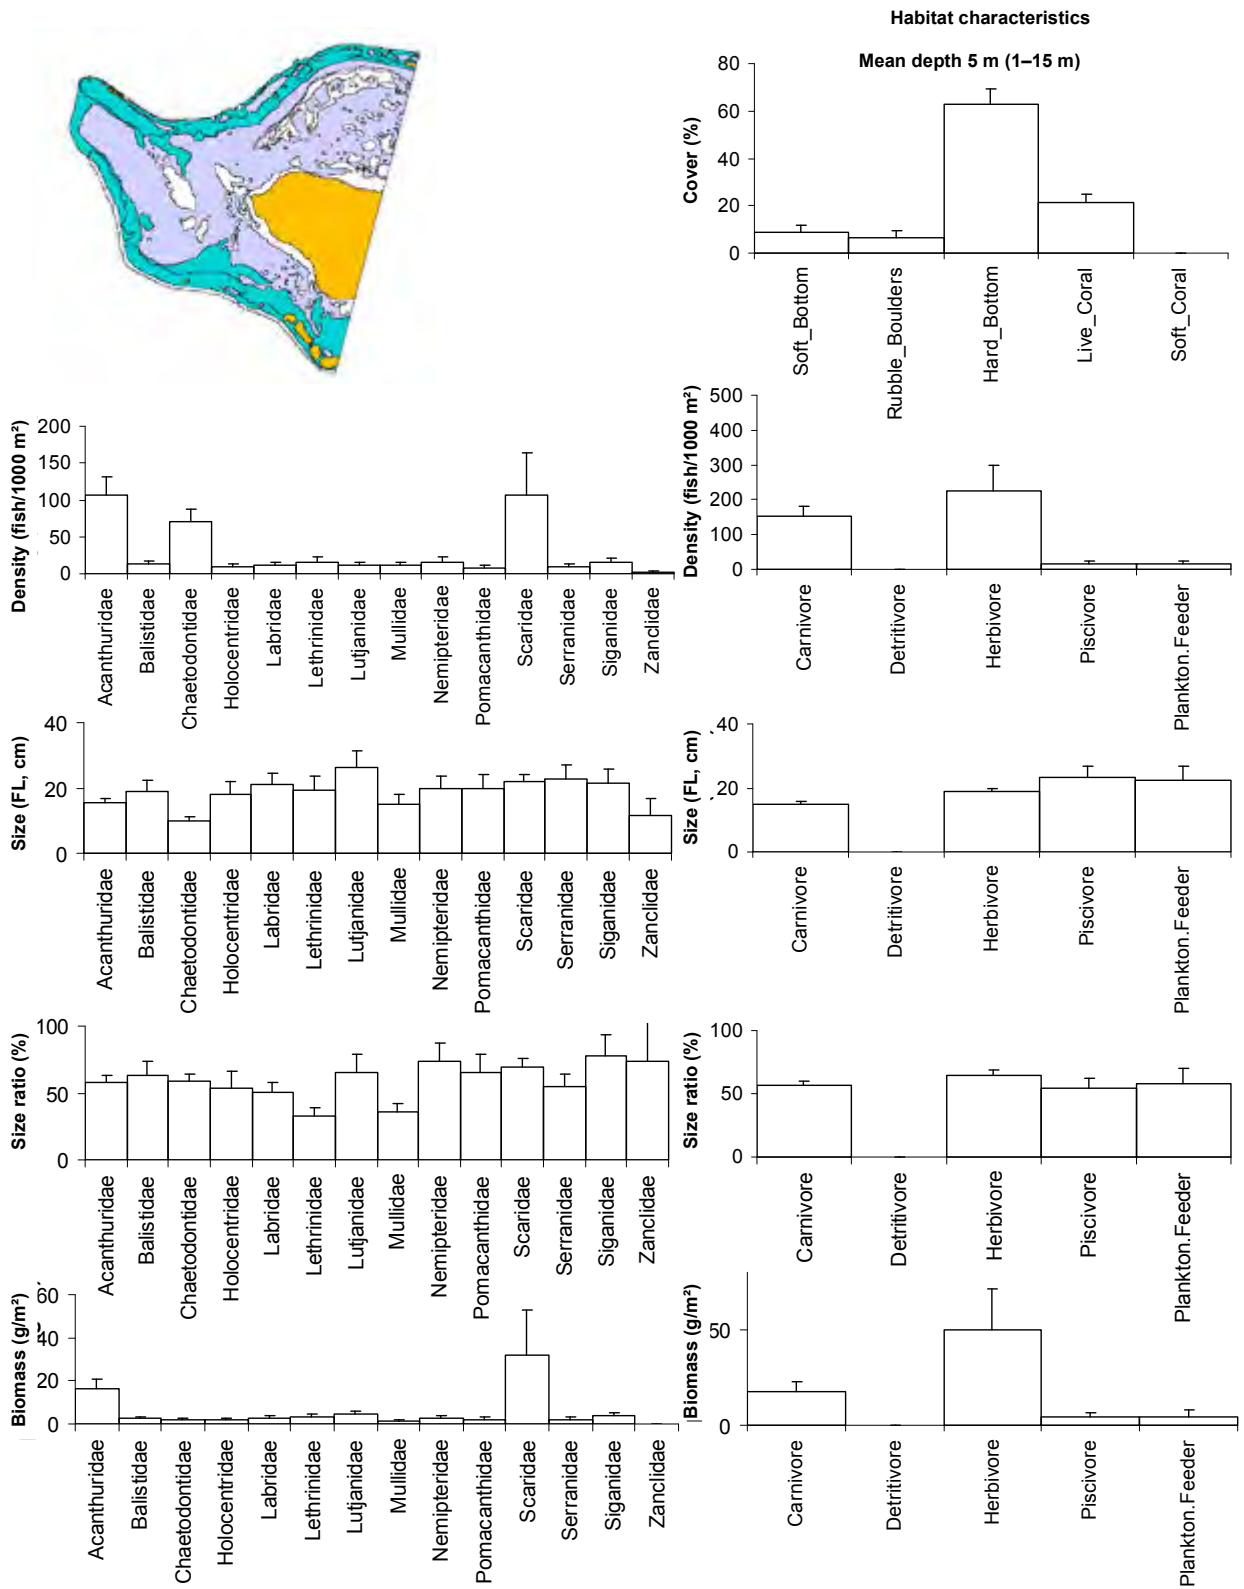 Habitat characteristics
Mean depth 5 m (1–15 m)
Cover (%)
80
60
40
20
0
Soft_Bottom
Rubble_Boulders
Hard_Bottom
Live_Coral
Soft_Coral
Density (fish/1000 m²)
200
150
100
50
0
Acanthuridae
Balistidae
Chaetodontidae
Holocentridae
Labridae
Lethrinidae
Lutjanidae
Mullidae
Nemipteridae
Pomacanthidae
Scaridae
Serranidae
Siganidae
Zanclidae
Density (fish/1000 m²)
500
400
300
200
100
0
Carnivore
Detritivore
Herbivore
Piscivore
Plankton.Feeder
Size (FL, cm)
40
20
0
Acanthuridae
Balistidae
Chaetodontidae
Holocentridae
Labridae
Lethrinidae
Lutjanidae
Mullidae
Nemipteridae
Pomacanthidae
Scaridae
Serranidae
Siganidae
Zanclidae
Size (FL, cm)
40
20
0
Carnivore
Detritivore
Herbivore
Piscivore
Plankton.Feeder
Size ratio (%)
100
50
0
Acanthuridae
Balistidae
Chaetodontidae
Holocentridae
Labridae
Lethrinidae
Lutjanidae
Mullidae
Nemipteridae
Pomacanthidae
Scaridae
Serranidae
Siganidae
Zanclidae
Size ratio (%)
100
50
0
Carnivore
Detritivore
Herbivore
Piscivore
Plankton.Feeder
Biomass (g/m²)
60
40
20
0
Acanthuridae
Balistidae
Chaetodontidae
Holocentridae
Labridae
Lethrinidae
Lutjanidae
Mullidae
Nemipteridae
Pomacanthidae
Scaridae
Serranidae
Siganidae
Zanclidae
Biomass (g/m²)
50
0
Carnivore
Detritivore
Herbivore
Piscivore
Plankton.Feeder